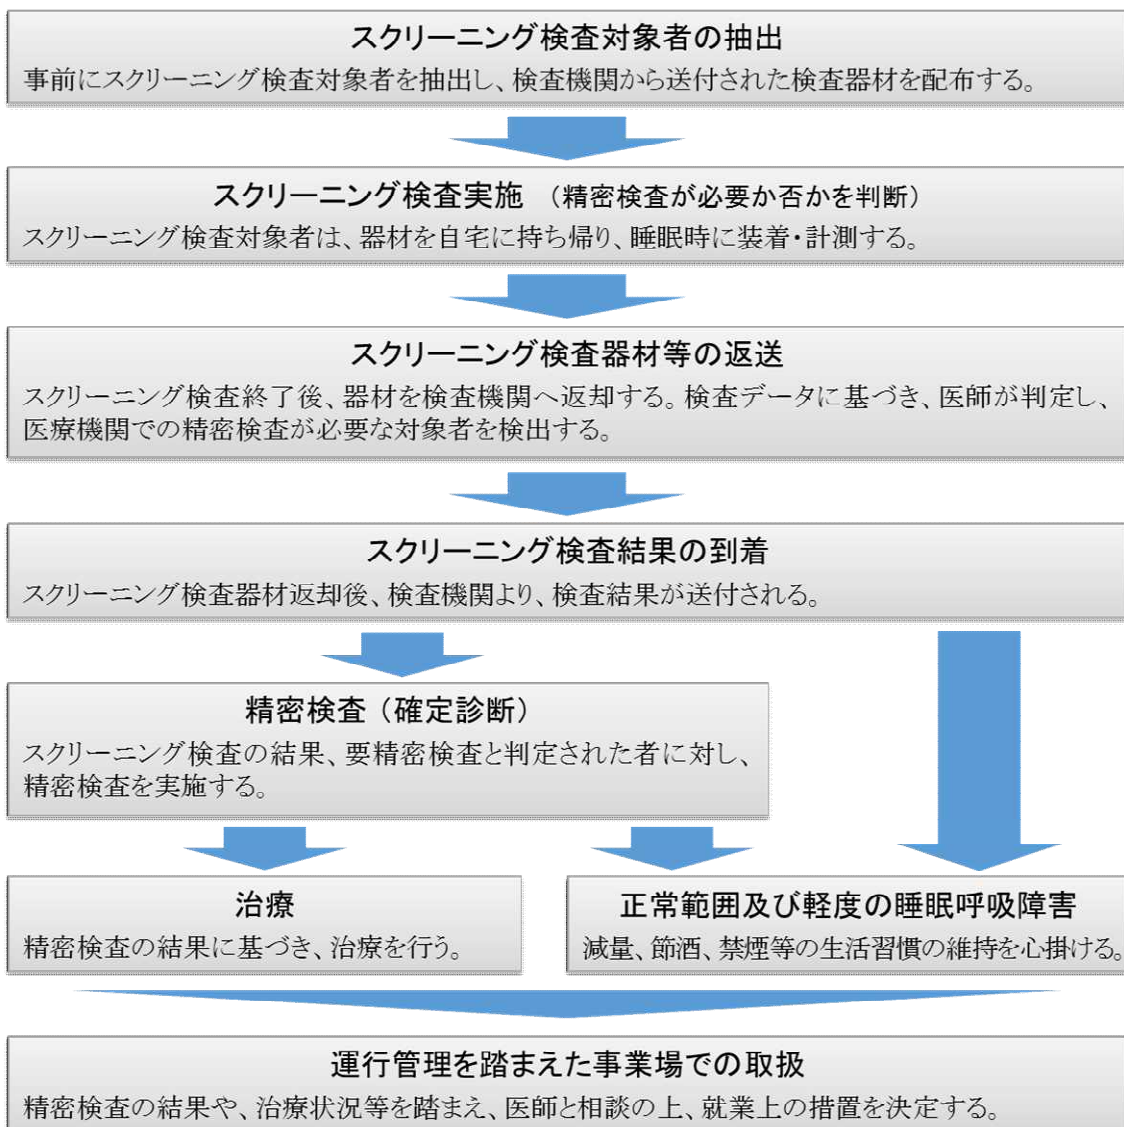 スクリーニング検査対象者の抽出
事前にスクリーニング検査対象者を抽出し、検査機関から送付された検査器材を配布する。
スクリーニング検査実施 （精密検査が必要か否かを判断）
スクリーニング検査対象者は、器材を自宅に持ち帰り、睡眠時に装着・計測する。
スクリーニング検査器材等の返送
スクリーニング検査終了後、器材を検査機関へ返却する。検査データに基づき、医師が判定し、
医療機関での精密検査が必要な対象者を検出する。
スクリーニング検査結果の到着
スクリーニング検査器材返却後、検査機関より、検査結果が送付される。
精密検査（確定診断）
スクリーニング検査の結果、要精密検査と判定された者に対し、
精密検査を実施する。
治療
精密検査の結果に基づき、治療を行う。
正常範囲及び軽度の睡眠呼吸障害
減量、節酒、禁煙等の生活習慣の維持を心掛ける。
運行管理を踏まえた事業場での取扱
精密検査の結果や、治療状況等を踏まえ、医師と相談の上、就業上の措置を決定する。